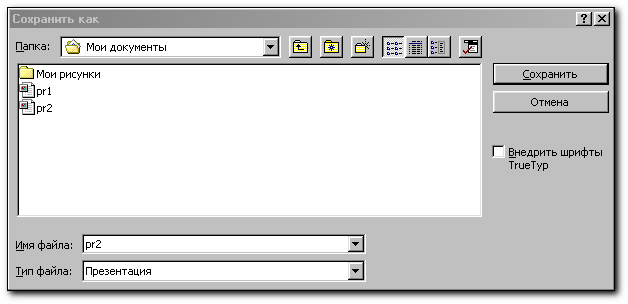 Сохранить как
Папка: Мои документы
Мои рисунки
pr1
pr2
Сохранить
Отмена
Внедрить шрифты
TrueTyp
Имя файла: pr2
Тип файла: Презентация